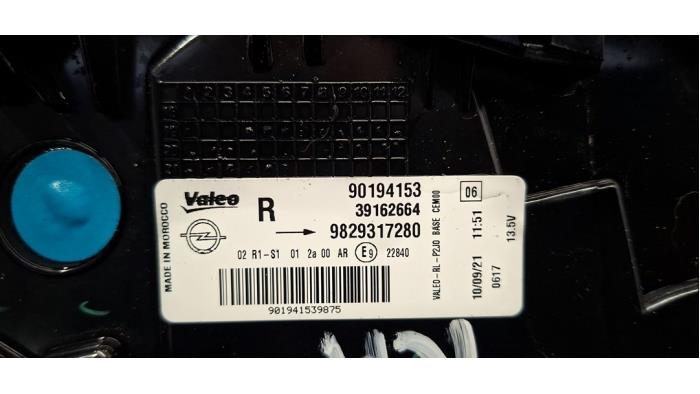 1 2 3 4 5 6 7 8 9 10 11 12
Valeo
R
90194153
39162664
9829317280
02 R1-S1 01 2a 00 AR E9 22840
901941539875
MADE IN MOROCCO
VALEO-RL-P2JO BASE CEM00
06
10/09/21 11:51
0617
13.5V